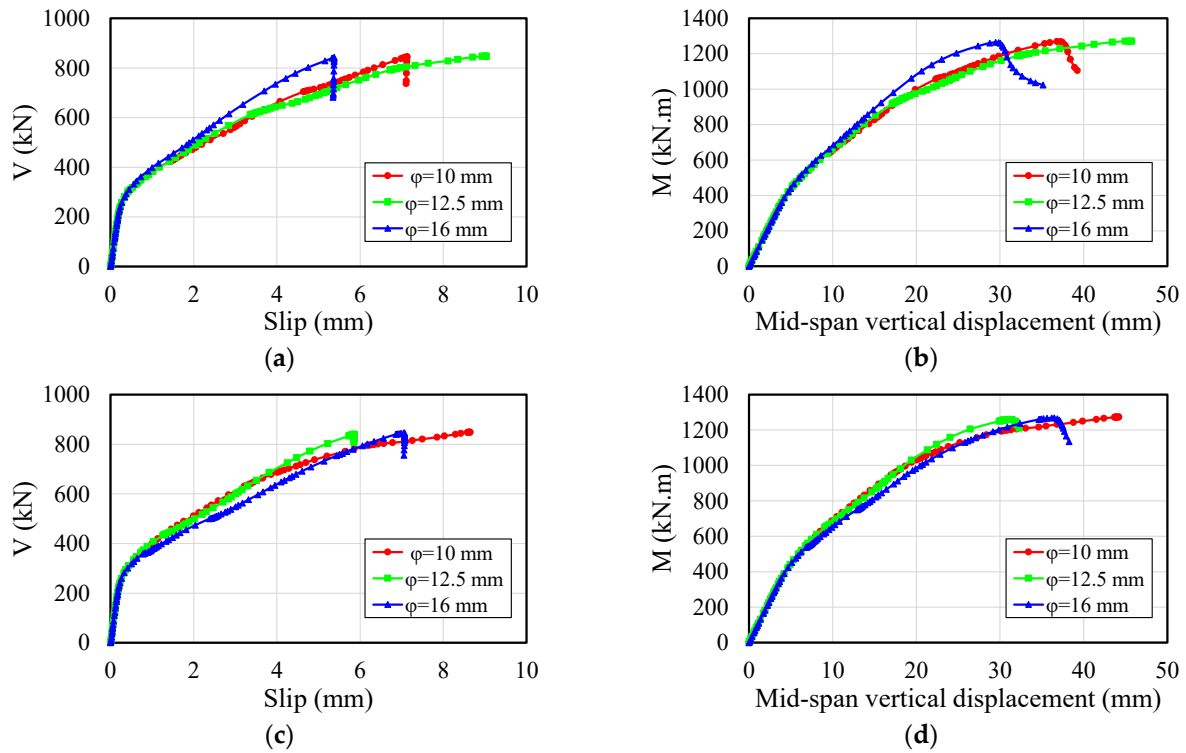 1000
800
600
400
200
0
V (kN)
0 2 4 6 8 10
Slip (mm)
φ=10 mm
φ=12.5 mm
φ=16 mm
(a)
1400
1200
1000
800
600
400
200
0
M (kN.m)
0 10 20 30 40 50
Mid-span vertical displacement (mm)
φ=10 mm
φ=12.5 mm
φ=16 mm
(b)
1000
800
600
400
200
0
V (kN)
0 2 4 6 8 10
Slip (mm)
φ=10 mm
φ=12.5 mm
φ=16 mm
(c)
1400
1200
1000
800
600
400
200
0
M (kN.m)
0 10 20 30 40 50
Mid-span vertical displacement (mm)
φ=10 mm
φ=12.5 mm
φ=16 mm
(d)